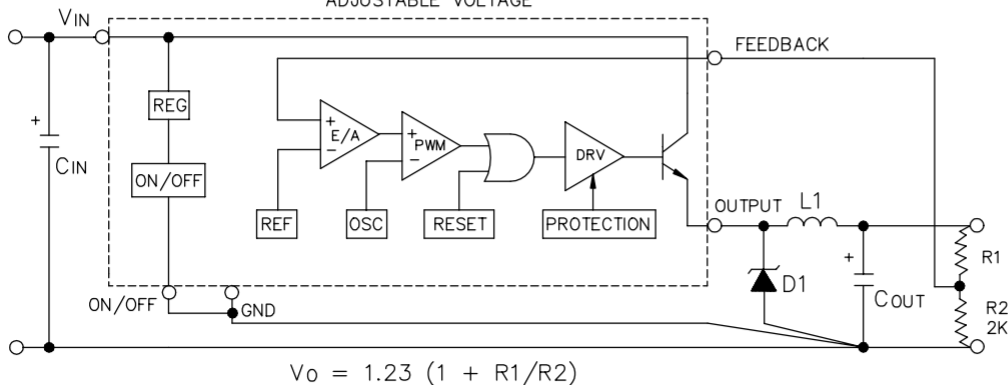 ADJUSTABLE VOLTAGE
VIN
FEEDBACK
REG
+
E/A
−
+
PWM
−
DRV
+
CIN
ON/OFF
REF
OSC
RESET
PROTECTION
OUTPUT
L1
R1
+
D1
COUT
R2
2K
ON/OFF
GND
VO = 1.23 (1 + R1/R2)